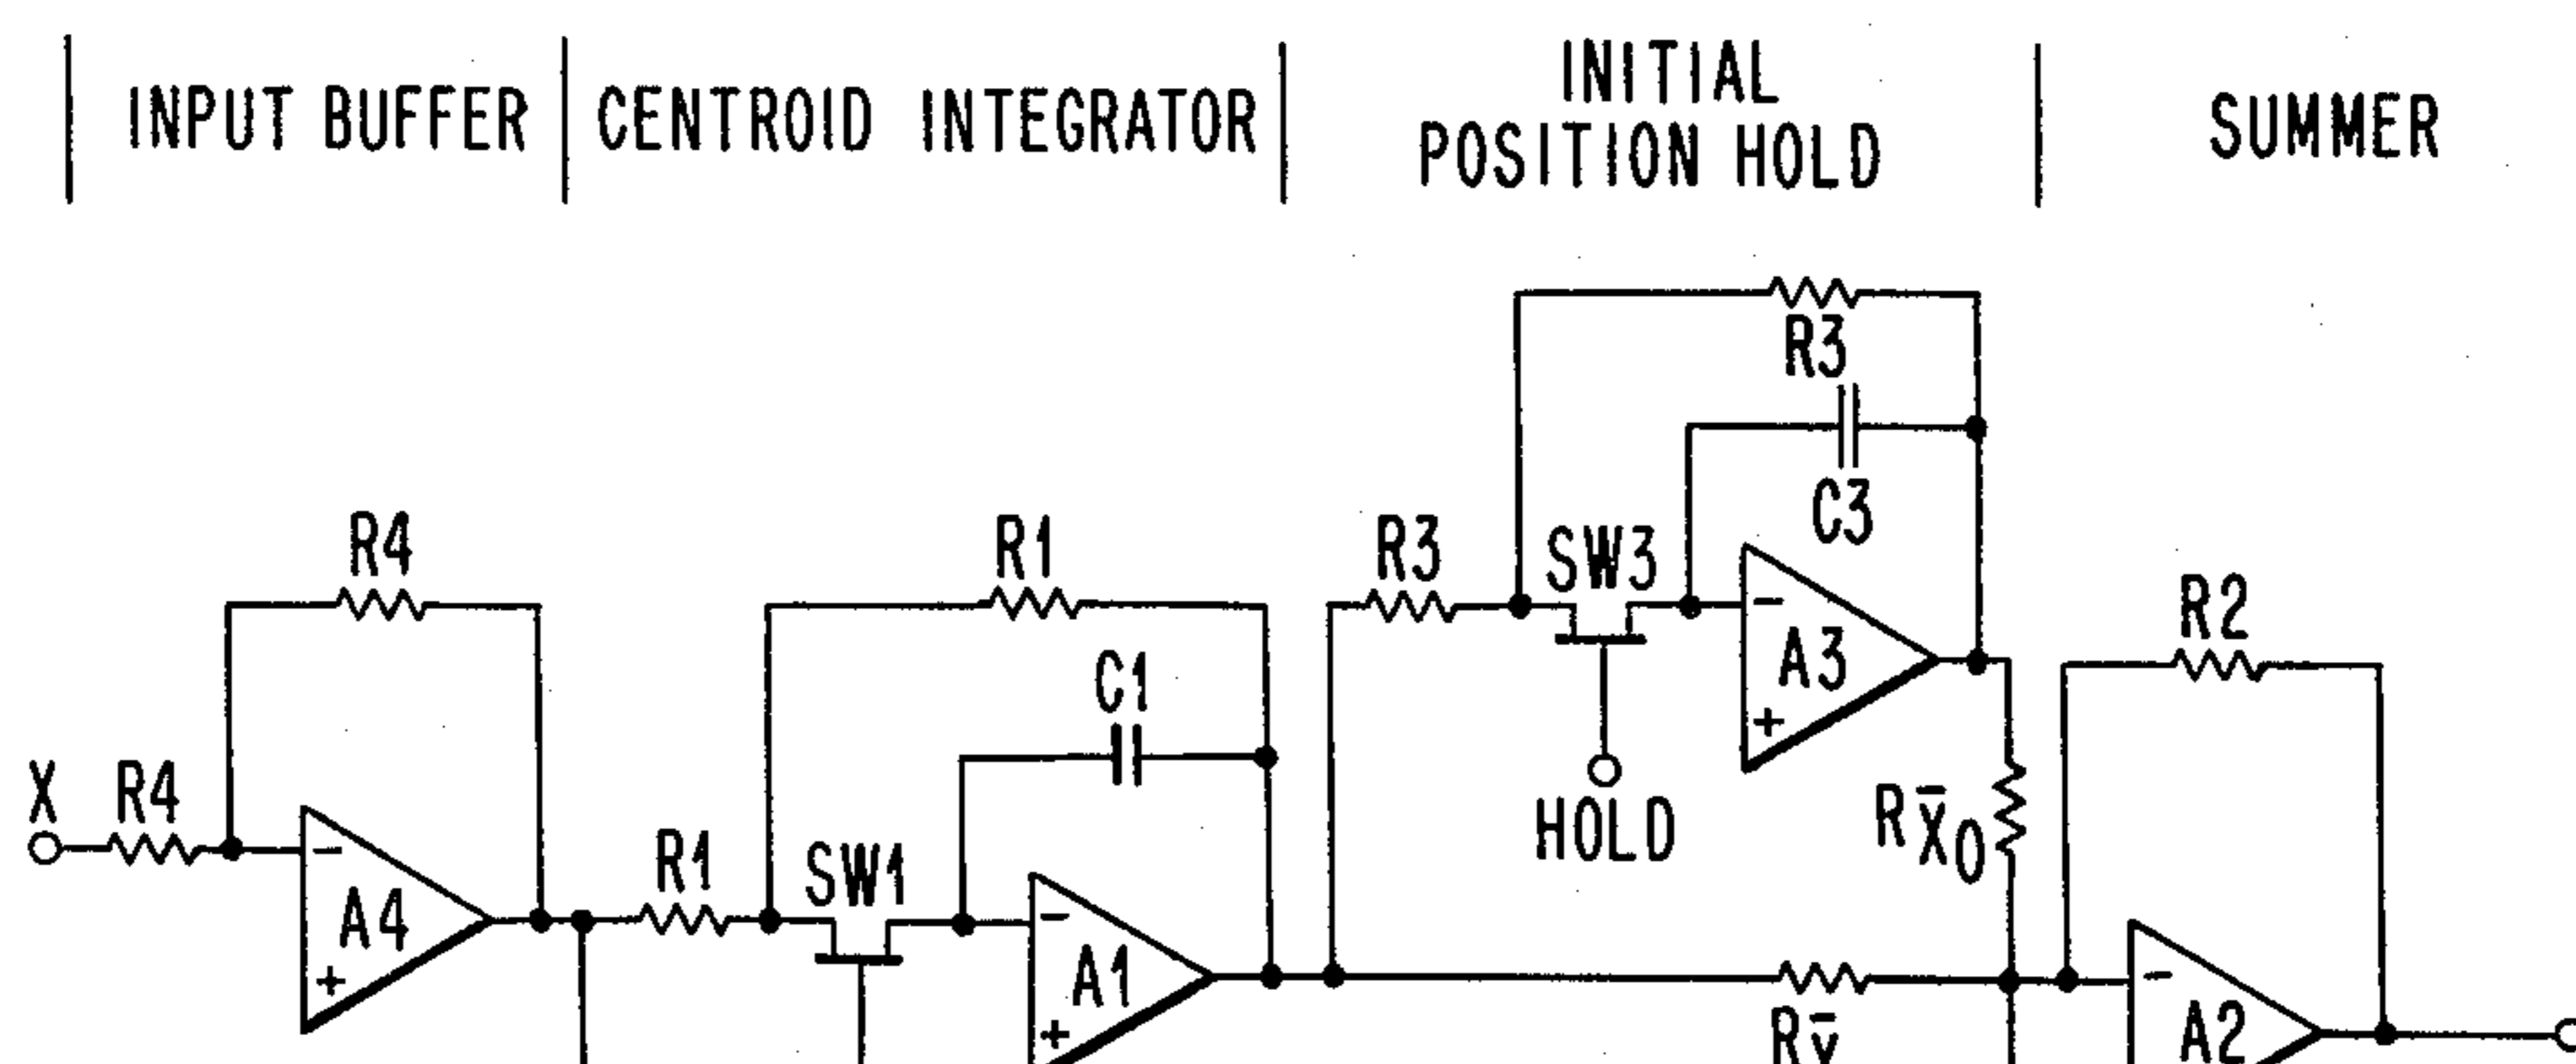 INPUT BUFFER
CENTROID INTEGRATOR
INITIAL
POSITION HOLD
SUMMER
R3
C3
R4
R1
R3
SW3
R2
C1
A3
+
−
X
R4
HOLD
RX̄0
R1
SW1
−
A4
+
−
A1
+
−
A2
R